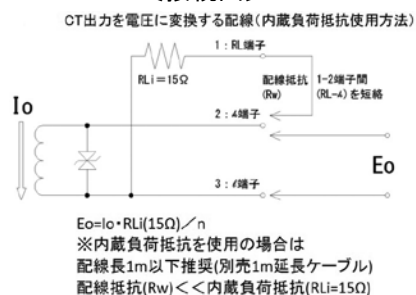 CT出力を電圧に変換する配線(内蔵負荷抵抗使用方法)
1:RL端子
RLi=15Ω
配線抵抗
(Rw)
1-2端子間
(RL-k)を短絡
Io
2:k端子
Eo
3:ℓ端子
Eo=Io・RLi(15Ω)/n
※内蔵負荷抵抗を使用の場合は
配線長1m以下推奨(別売1m延長ケーブル)
配線抵抗(Rw)<<内蔵負荷抵抗(RLi=15Ω)